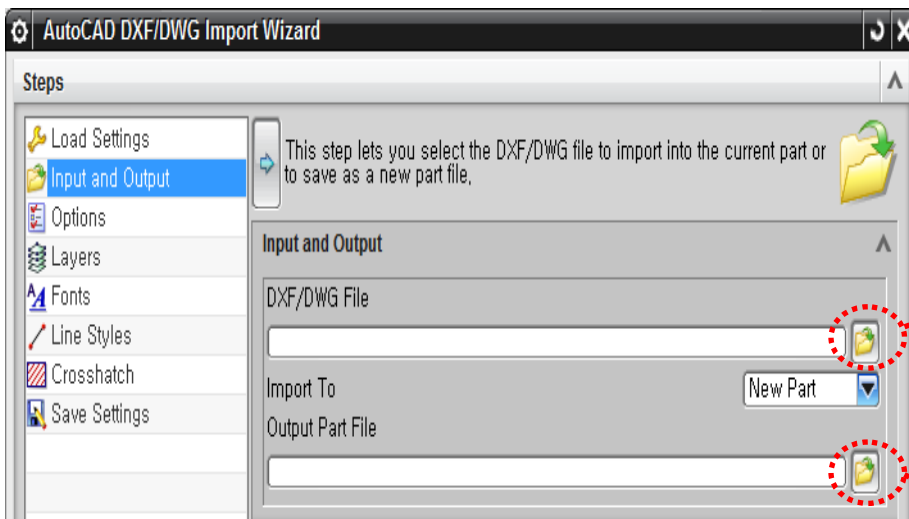 AutoCAD DXF/DWG Import Wizard
Steps
Load Settings
Input and Output
Options
Layers
Fonts
Line Styles
Crosshatch
Save Settings
This step lets you select the DXF/DWG file to import into the current part or
to save as a new part file.
Input and Output
DXF/DWG File
Import To
New Part
Output Part File